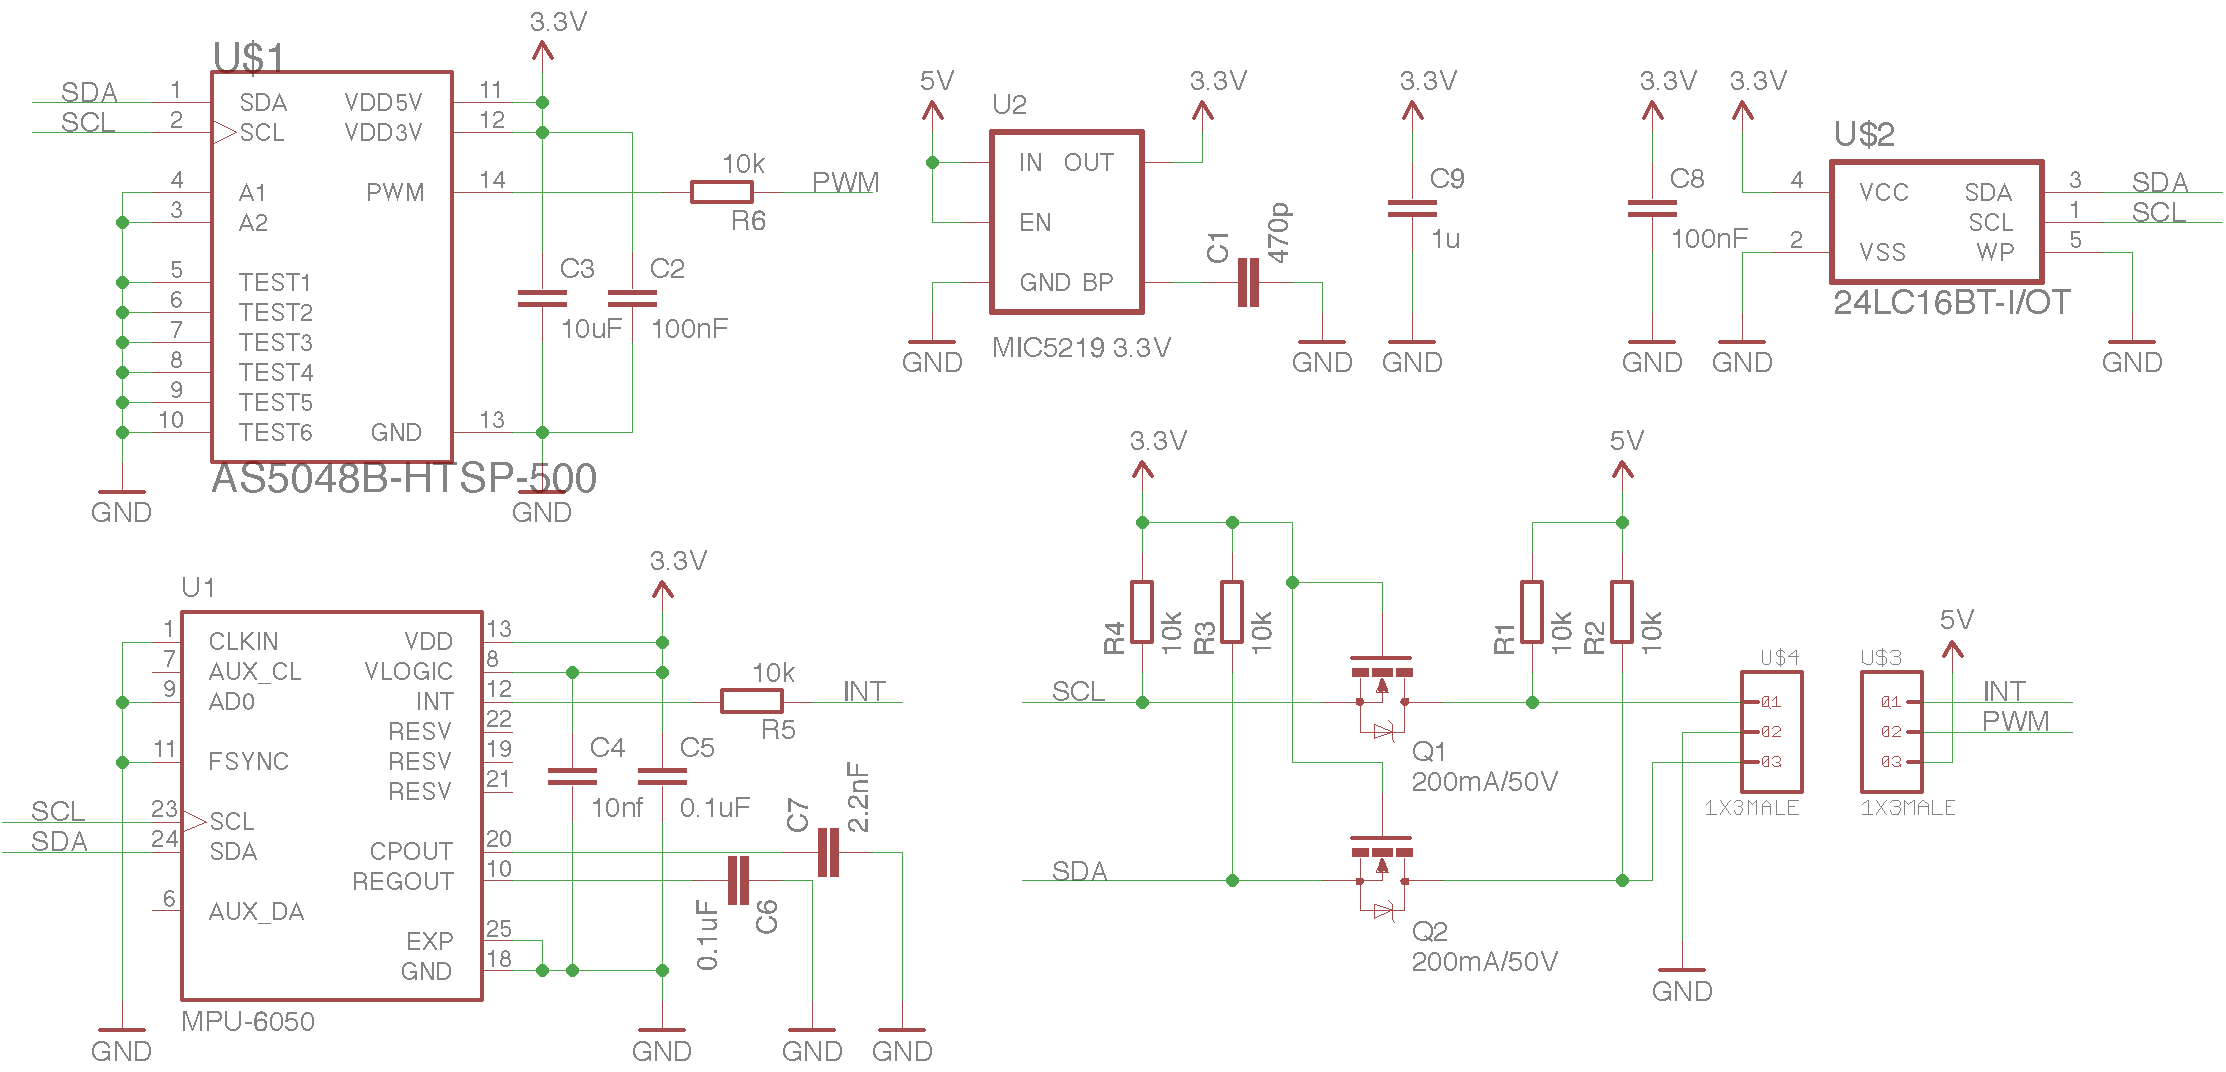 U$1
3.3V
SDA 1 SDA VDD5V 11
SCL 2 SCL VDD3V 12
4 A1 PWM 14 10k PWM
R6
3 A2
5 TEST1
6 TEST2
7 TEST3
8 TEST4
9 TEST5
10 TEST6 GND 13
C3 C2
10uF 100nF
AS5048B-HTSP-500
GND GND
5V U2 3.3V
IN OUT
EN
GND BP
C1 470p
MIC5219 3.3V
GND GND
3.3V
C9
1u
GND
3.3V 3.3V
C8
100nF
U$2
4 VCC SDA 3 SDA
SCL 1 SCL
2 VSS WP 5
24LC16BT-I/OT
GND GND GND
U1
3.3V
1 CLKIN VDD 13
7 AUX_CL VLOGIC 8
9 AD0 INT 12 10k INT
R5
RESV 22
11 FSYNC RESV 19
RESV 21
C4 C5
10nf 0.1uF
SCL 23 SCL
SDA 24 SDA CPOUT 20
C7 2.2nF
REGOUT 10
0.1uF C6
6 AUX_DA
EXP 25
GND 18
MPU-6050
GND GND GND GND
3.3V 5V
R4 10k R3 10k R1 10k R2 10k
SCL
Q1
200mA/50V
SDA
Q2
200mA/50V
U$4
1
2
3
1X3MALE
GND
U$3 5V
1 INT
2 PWM
3
1X3MALE